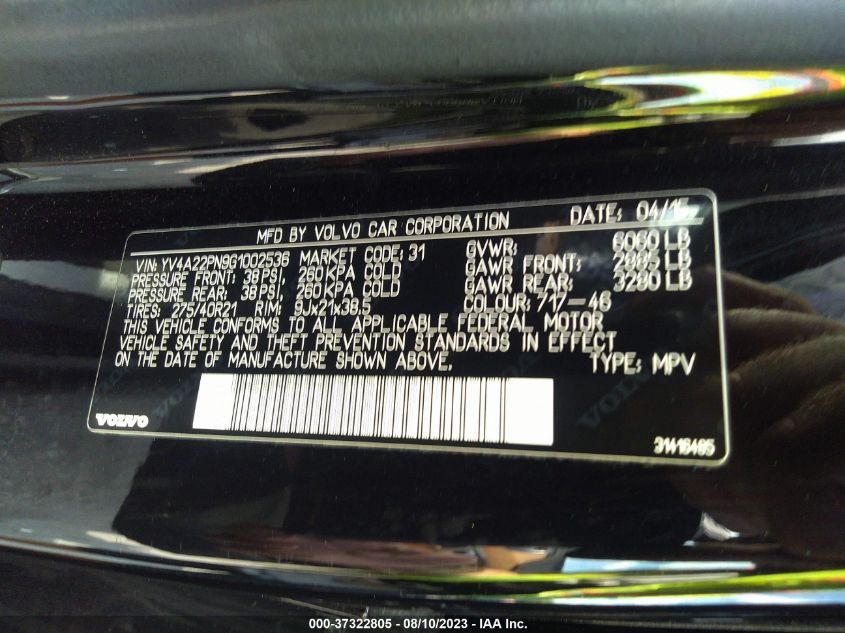 MFD BY VOLVO CAR CORPORATION DATE: 04/15
VIN: YV4A22PN9G1002536 MARKET CODE: 31 GVWR: 6060 LB
PRESSURE FRONT: 38 PSI, 260 KPA COLD GAWR FRONT: 2885 LB
PRESSURE REAR: 38 PSI, 260 KPA COLD GAWR REAR: 3280 LB
TIRES: 275/40R21 RIM: 9Jx21x38.5 COLOUR: 717-46
THIS VEHICLE CONFORMS TO ALL APPLICABLE FEDERAL MOTOR
VEHICLE SAFETY AND THEFT PREVENTION STANDARDS IN EFFECT
ON THE DATE OF MANUFACTURE SHOWN ABOVE. TYPE: MPV
VOLVO 31416485
000-37322805 - 08/10/2023 - IAA Inc.